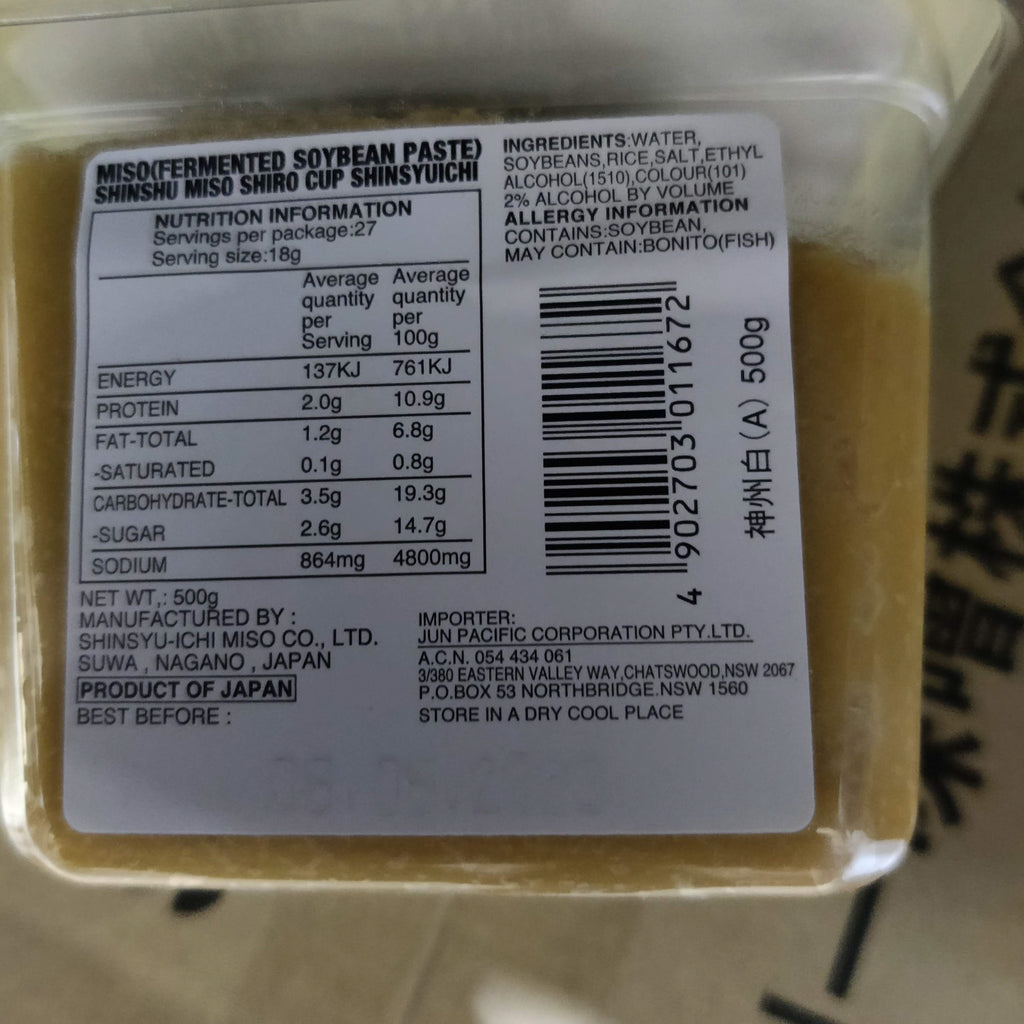 MISO(FERMENTED SOYBEAN PASTE)
SHINSHU MISO SHIRO CUP SHINSYUICHI
NUTRITION INFORMATION
Servings per package:27
Serving size:18g
Average quantity per Serving
Average quantity per 100g
ENERGY 137KJ 761KJ
PROTEIN 2.0g 10.9g
FAT-TOTAL 1.2g 6.8g
-SATURATED 0.1g 0.8g
CARBOHYDRATE-TOTAL 3.5g 19.3g
-SUGAR 2.6g 14.7g
SODIUM 864mg 4800mg
NET WT,: 500g
MANUFACTURED BY :
SHINSYU-ICHI MISO CO., LTD.
SUWA , NAGANO , JAPAN
PRODUCT OF JAPAN
BEST BEFORE :
INGREDIENTS:WATER,
SOYBEANS,RICE,SALT,ETHYL
ALCOHOL(1510),COLOUR(101)
2% ALCOHOL BY VOLUME
ALLERGY INFORMATION
CONTAINS:SOYBEAN,
MAY CONTAIN:BONITO(FISH)
4 902703 011672
神州白(A) 500g
IMPORTER:
JUN PACIFIC CORPORATION PTY.LTD.
A.C.N. 054 434 061
3/380 EASTERN VALLEY WAY,CHATSWOOD,NSW 2067
P.O.BOX 53 NORTHBRIDGE.NSW 1560
STORE IN A DRY COOL PLACE